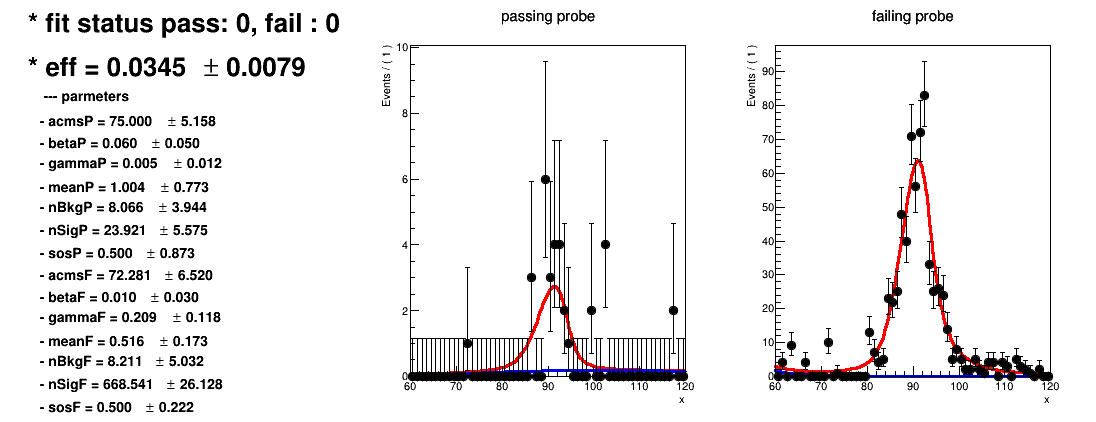 * fit status pass: 0, fail : 0
* eff = 0.0345 ± 0.0079
--- parmeters
- acmsP = 75.000 ± 5.158
- betaP = 0.060 ± 0.050
- gammaP = 0.005 ± 0.012
- meanP = 1.004 ± 0.773
- nBkgP = 8.066 ± 3.944
- nSigP = 23.921 ± 5.575
- sosP = 0.500 ± 0.873
- acmsF = 72.281 ± 6.520
- betaF = 0.010 ± 0.030
- gammaF = 0.209 ± 0.118
- meanF = 0.516 ± 0.173
- nBkgF = 8.211 ± 5.032
- nSigF = 668.541 ± 26.128
- sosF = 0.500 ± 0.222
passing probe
Events / ( 1 )
10
8
6
4
2
0
60 70 80 90 100 110 120
x
failing probe
Events / ( 1 )
90
80
70
60
50
40
30
20
10
0
60 70 80 90 100 110 120
x